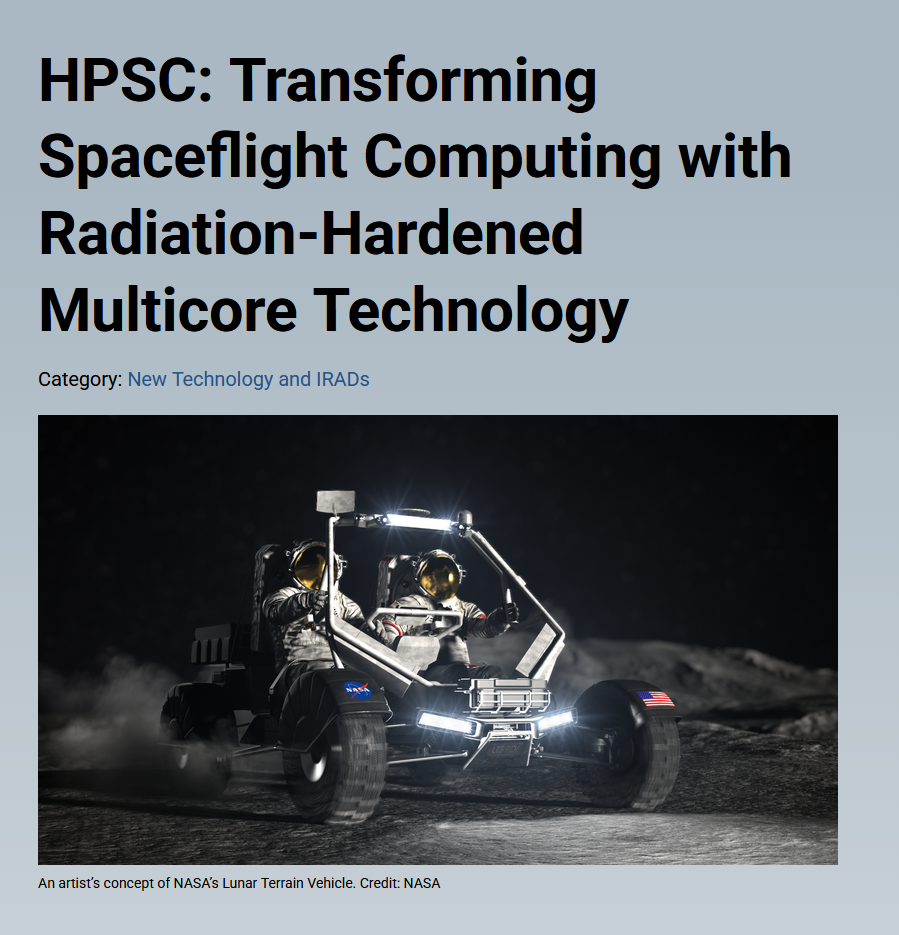 HPSC: Transforming
Spaceflight Computing with
Radiation-Hardened
Multicore Technology
Category: New Technology and IRADs
NASA
An artist's concept of NASA's Lunar Terrain Vehicle. Credit: NASA